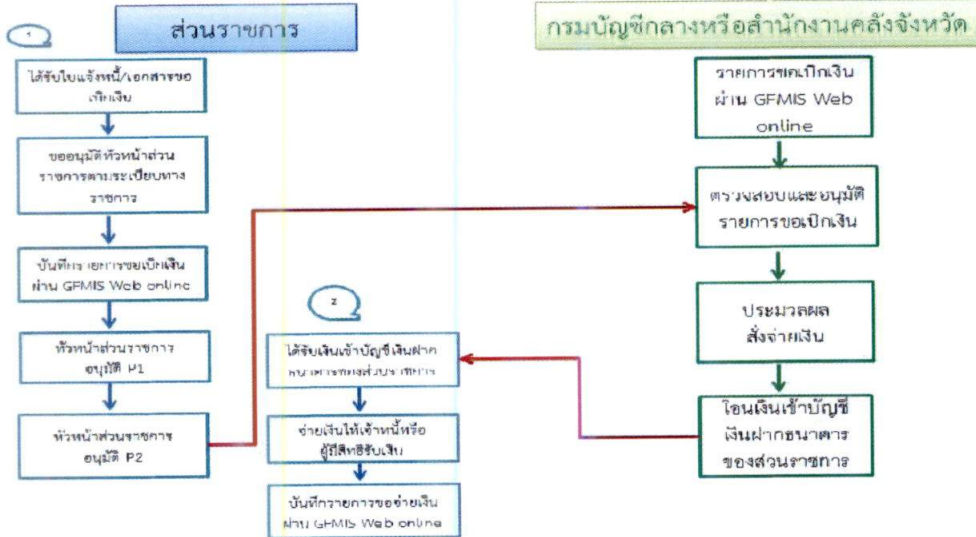 ส่วนราชการ
กรมบัญชีกลางหรือสำนักงานคลังจังหวัด
1
ได้รับใบแจ้งหนี้/เอกสารขอ
เบิกเงิน
ขออนุมัติหัวหน้าส่วน
ราชการตามระเบียบทาง
ราชการ
บันทึกรายการขอเบิกเงิน
ผ่าน GFMIS Web online
หัวหน้าส่วนราชการ
อนุมัติ P1
หัวหน้าส่วนราชการ
อนุมัติ P2
2
ได้รับเงินเข้าบัญชีเงินฝาก
ธนาคารของส่วนราชการ
จ่ายเงินให้เจ้าหนี้หรือ
ผู้มีสิทธิรับเงิน
บันทึกรายการขอจ่ายเงิน
ผ่าน GFMIS Web online
รายการขอเบิกเงิน
ผ่าน GFMIS Web
online
ตรวจสอบและอนุมัติ
รายการขอเบิกเงิน
ประมวลผล
สั่งจ่ายเงิน
โอนเงินเข้าบัญชี
เงินฝากธนาคาร
ของส่วนราชการ